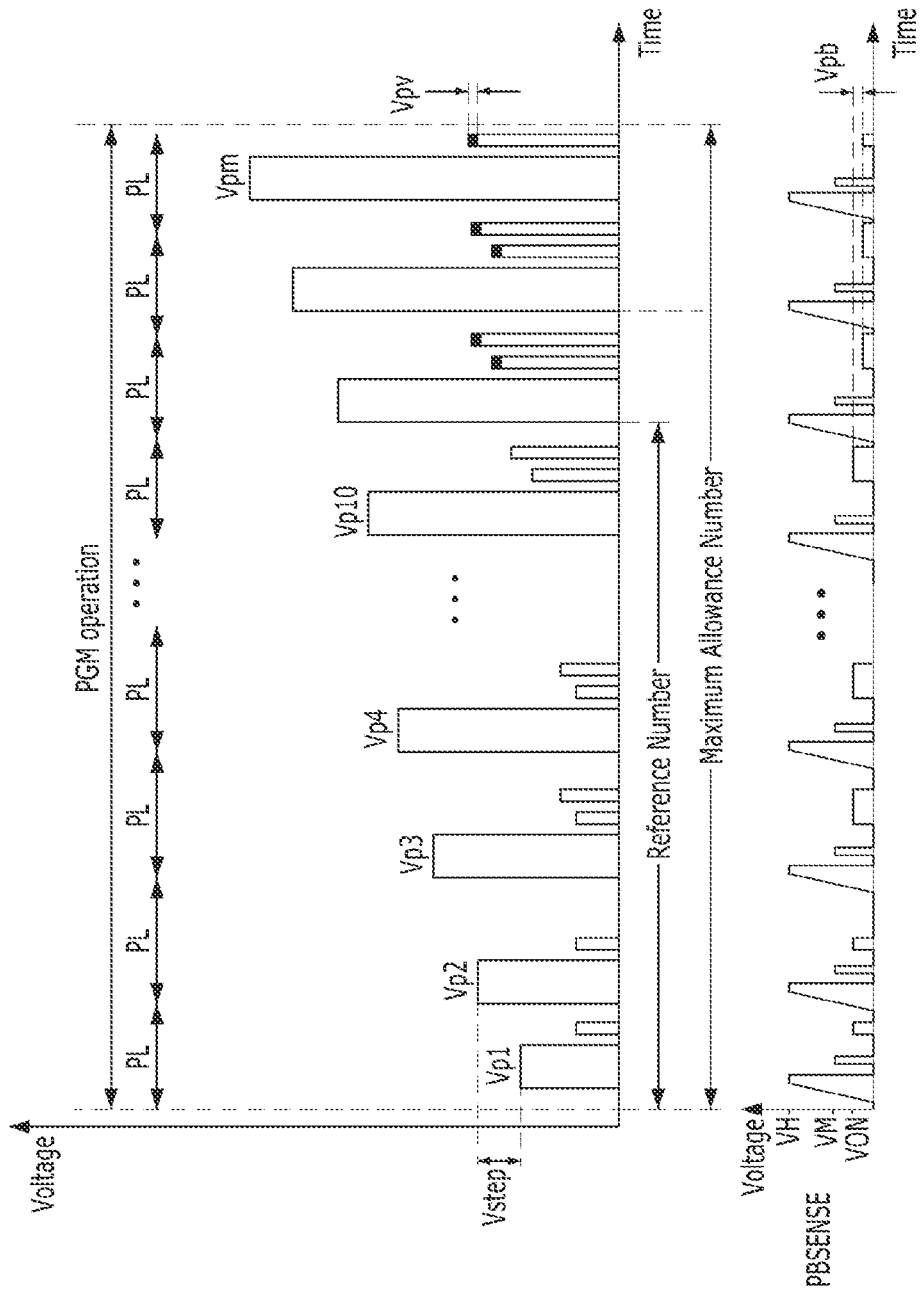 Voltage
PGM operation
PL
PL
PL
PL
• • •
PL
PL
PL
PL
Vstep
Vp1
Vp2
Vp3
Vp4
• • •
Vp10
Vpm
Vpv
Time
Reference Number
Maximum Allowance Number
PBSENSE
Voltage
VH
VM
VON
• • •
Vpb
Time